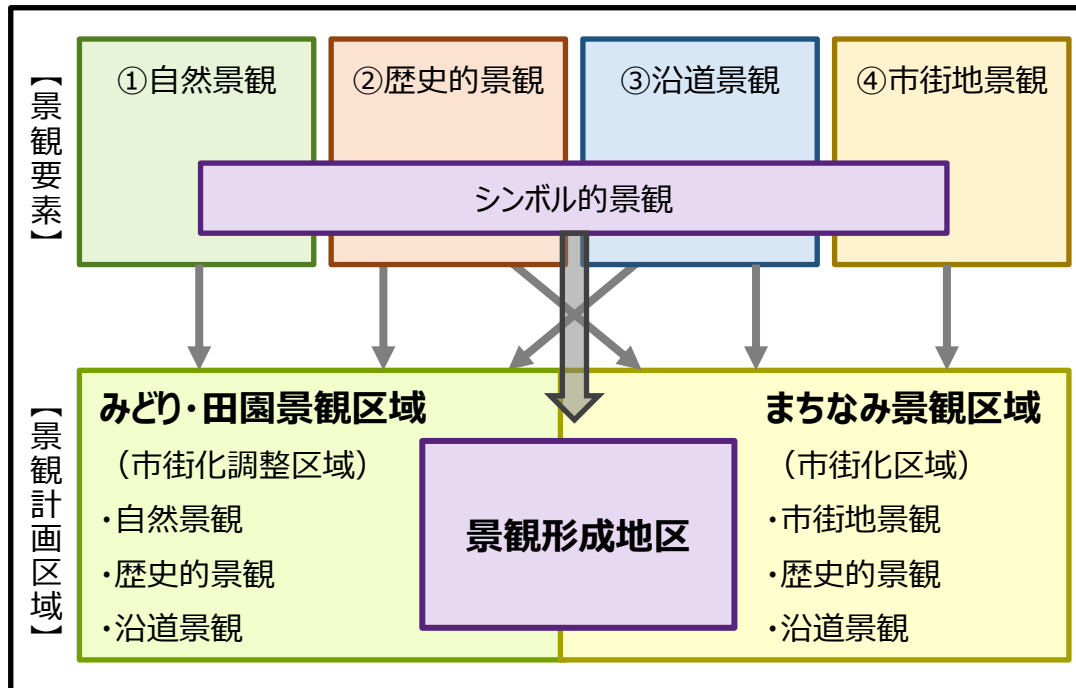 【景観要素】
①自然景観
②歴史的景観
③沿道景観
④市街地景観
シンボル的景観
【景観計画区域】
みどり・田園景観区域
（市街化調整区域）
・自然景観
・歴史的景観
・沿道景観
景観形成地区
まちなみ景観区域
（市街化区域）
・市街地景観
・歴史的景観
・沿道景観